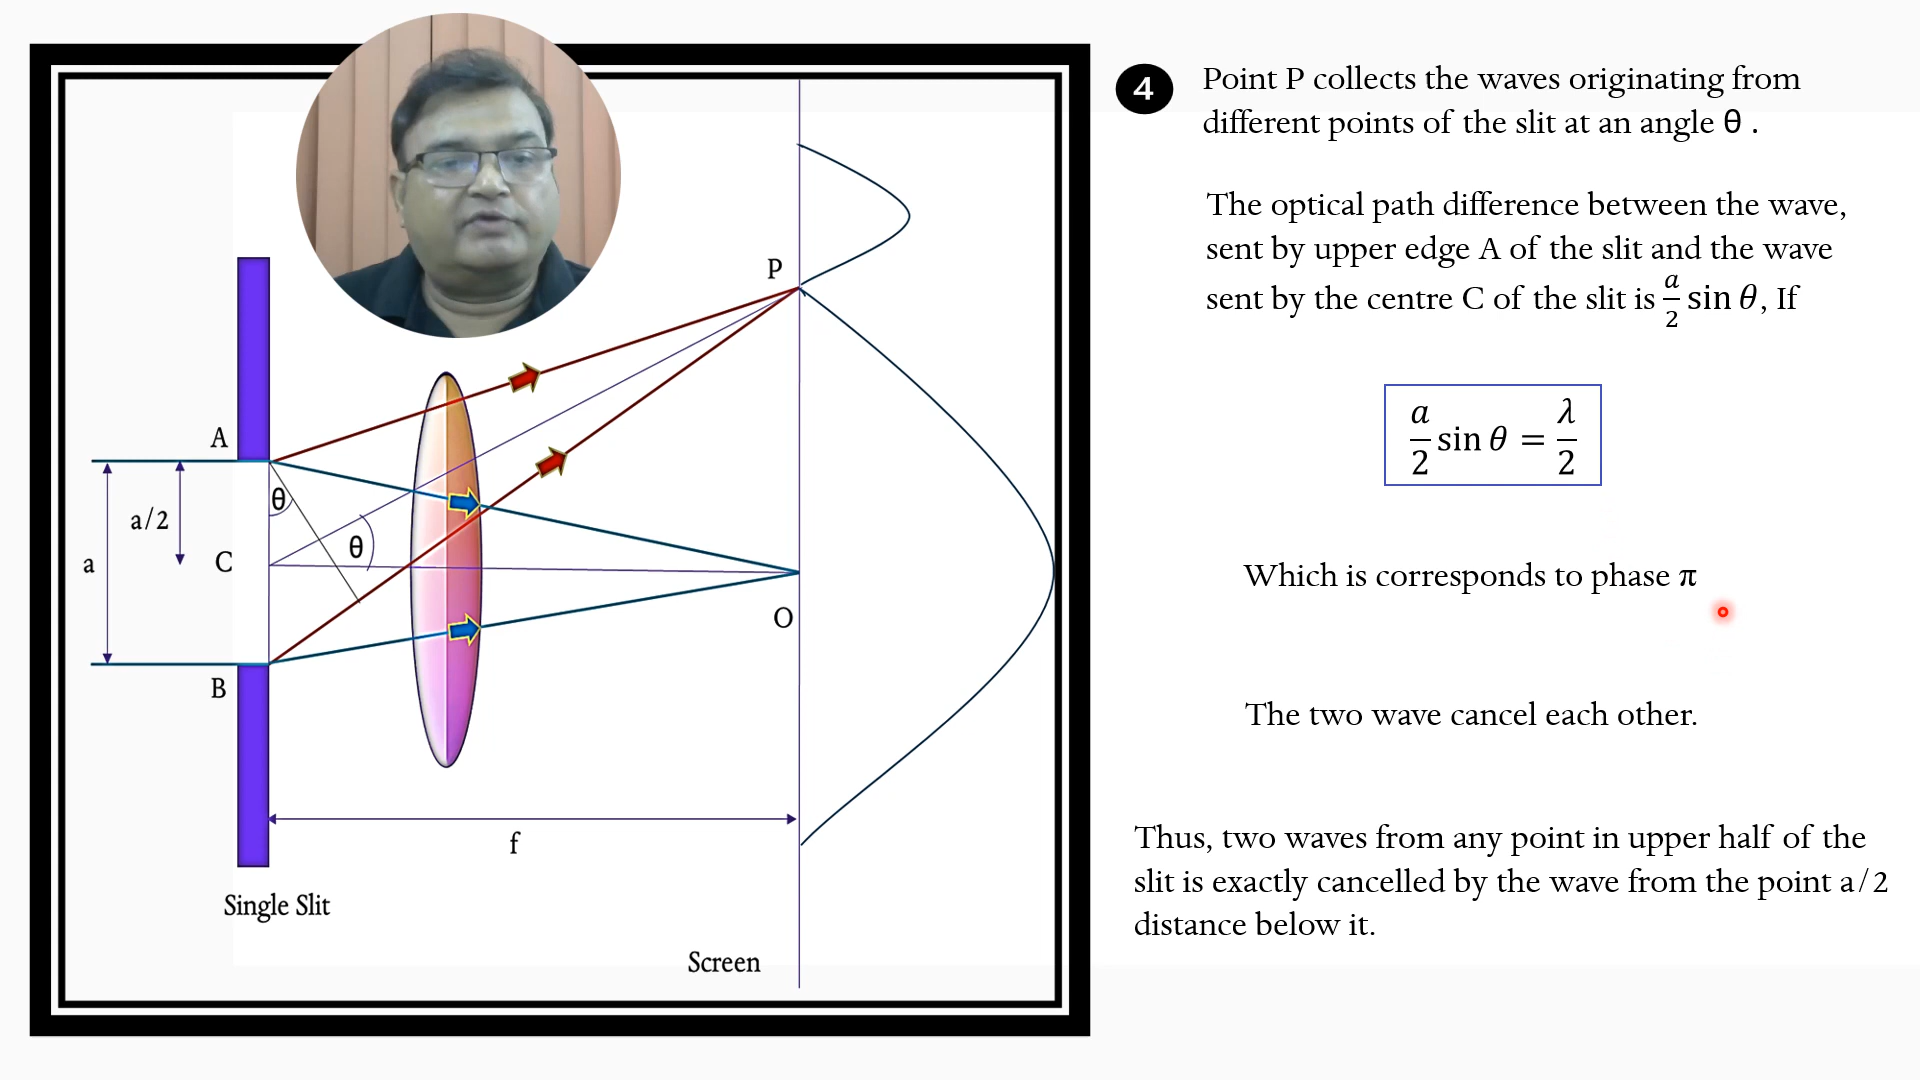 4
Point P collects the waves originating from
different points of the slit at an angle θ .
The optical path difference between the wave,
sent by upper edge A of the slit and the wave
sent by the centre C of the slit is a/2 sin θ, If
a/2 sin θ = λ/2
Which is corresponds to phase π
The two wave cancel each other.
Thus, two waves from any point in upper half of the
slit is exactly cancelled by the wave from the point a/2
distance below it.
P
A
θ
a/2
θ
C
a
O
B
f
Single Slit
Screen